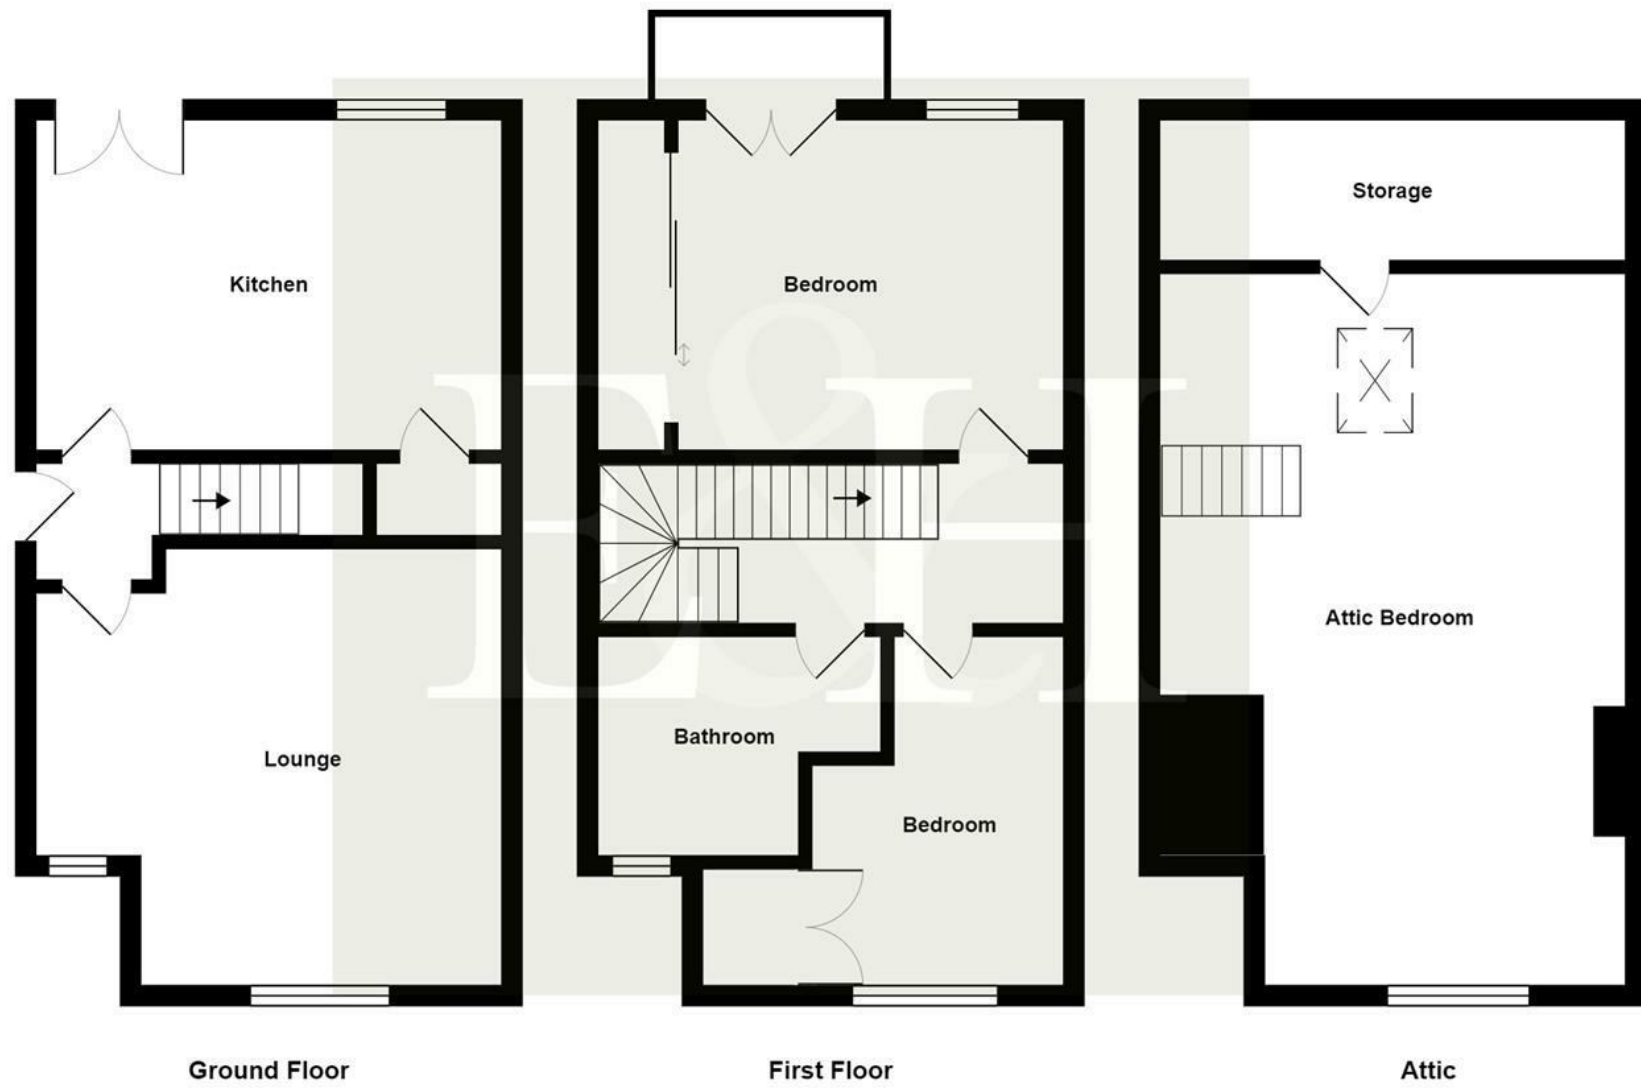 Kitchen
Lounge
Ground Floor
Bedroom
Bathroom
Bedroom
First Floor
Storage
Attic Bedroom
Attic
E&H